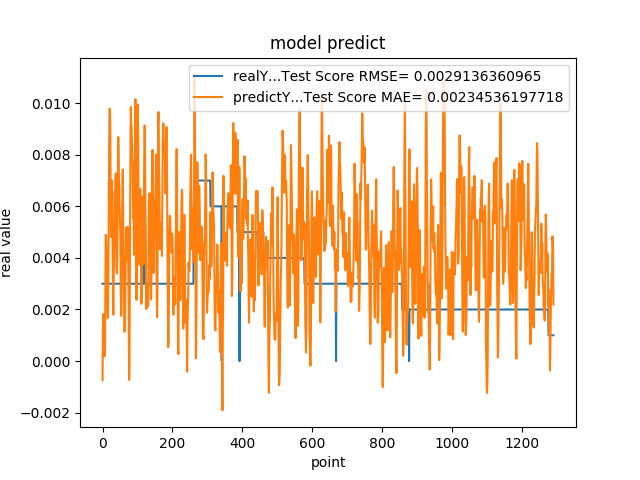 model predict
realY...Test Score RMSE= 0.0029136360965
predictY...Test Score MAE= 0.00234536197718
real value
0.010
0.008
0.006
0.004
0.002
0.000
−0.002
0 200 400 600 800 1000 1200
point